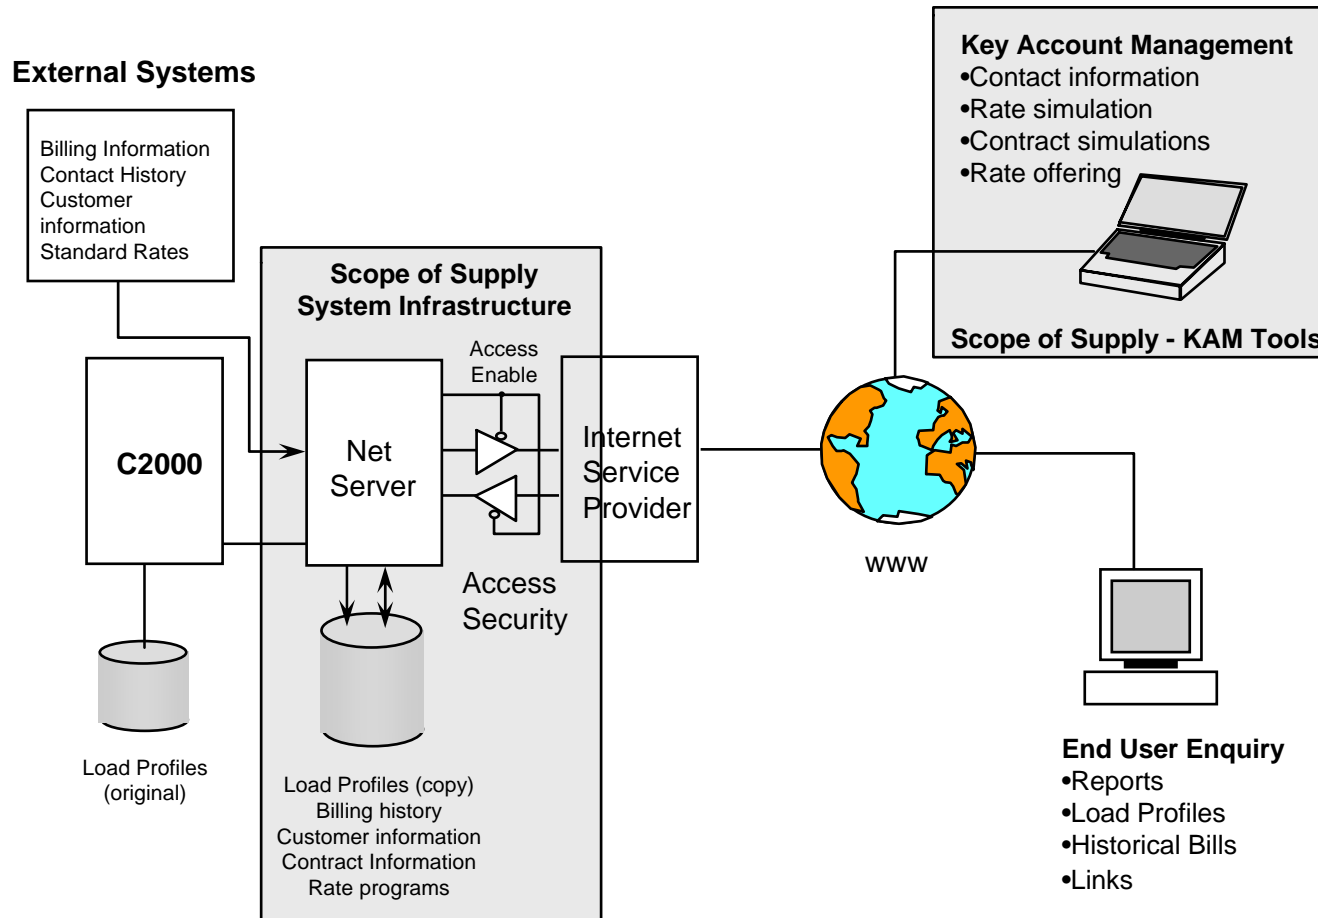 External Systems
Billing Information
Contact History
Customer
information
Standard Rates
Key Account Management
•Contact information
•Rate simulation
•Contract simulations
•Rate offering
Scope of Supply - KAM Tools
Scope of Supply
System Infrastructure
Access
Enable
C2000
Net
Server
Internet
Service
Provider
Access
Security
www
Load Profiles
(original)
Load Profiles (copy)
Billing history
Customer information
Contract Information
Rate programs
End User Enquiry
•Reports
•Load Profiles
•Historical Bills
•Links